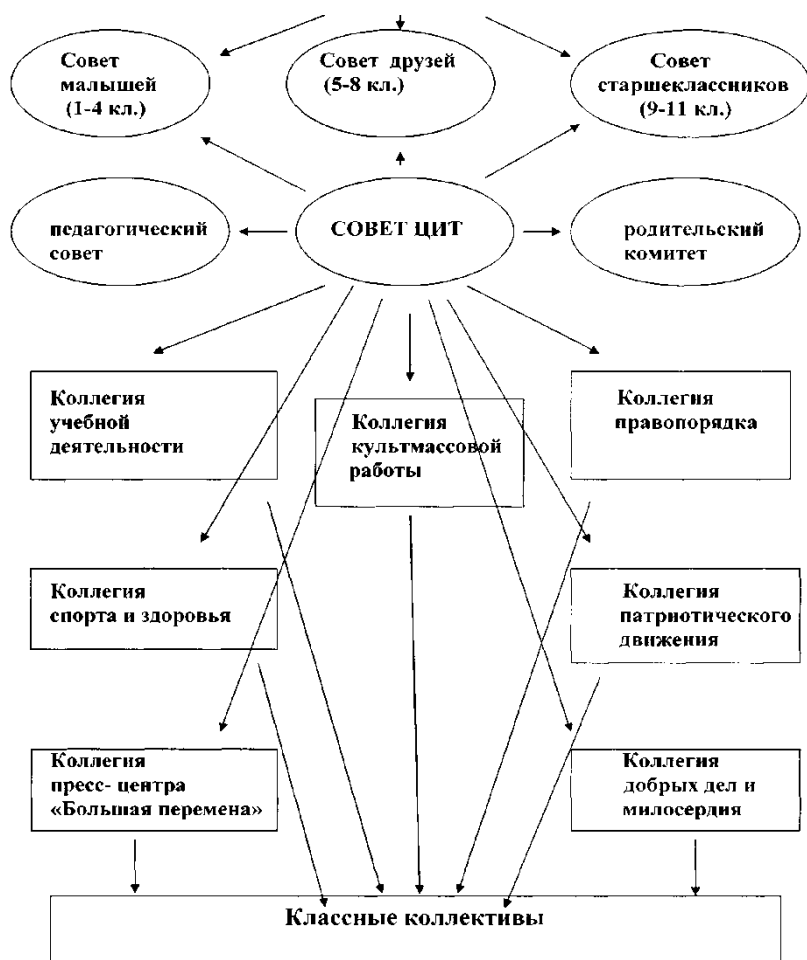 Совет
малышей
(1-4 кл.)
Совет друзей
(5-8 кл.)
Совет
старшеклассников
(9-11 кл.)
педагогический
совет
СОВЕТ ЦИТ
родительский
комитет
Коллегия
учебной
деятельности
Коллегия
культмассовой
работы
Коллегия
правопорядка
Коллегия
спорта и здоровья
Коллегия
патриотического
движения
Коллегия
пресс- центра
«Большая перемена»
Коллегия
добрых дел и
милосердия
Классные коллективы